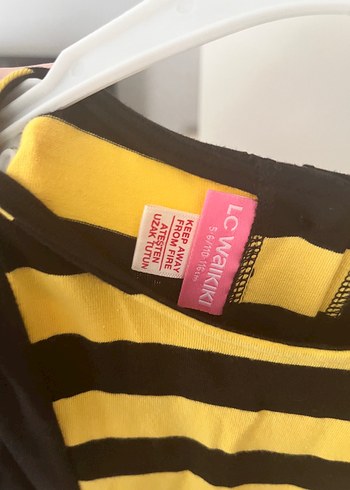 KEEP AWAY
FROM FIRE
ATEŞTEN
UZAK TUTUN
LC WAIKIKI